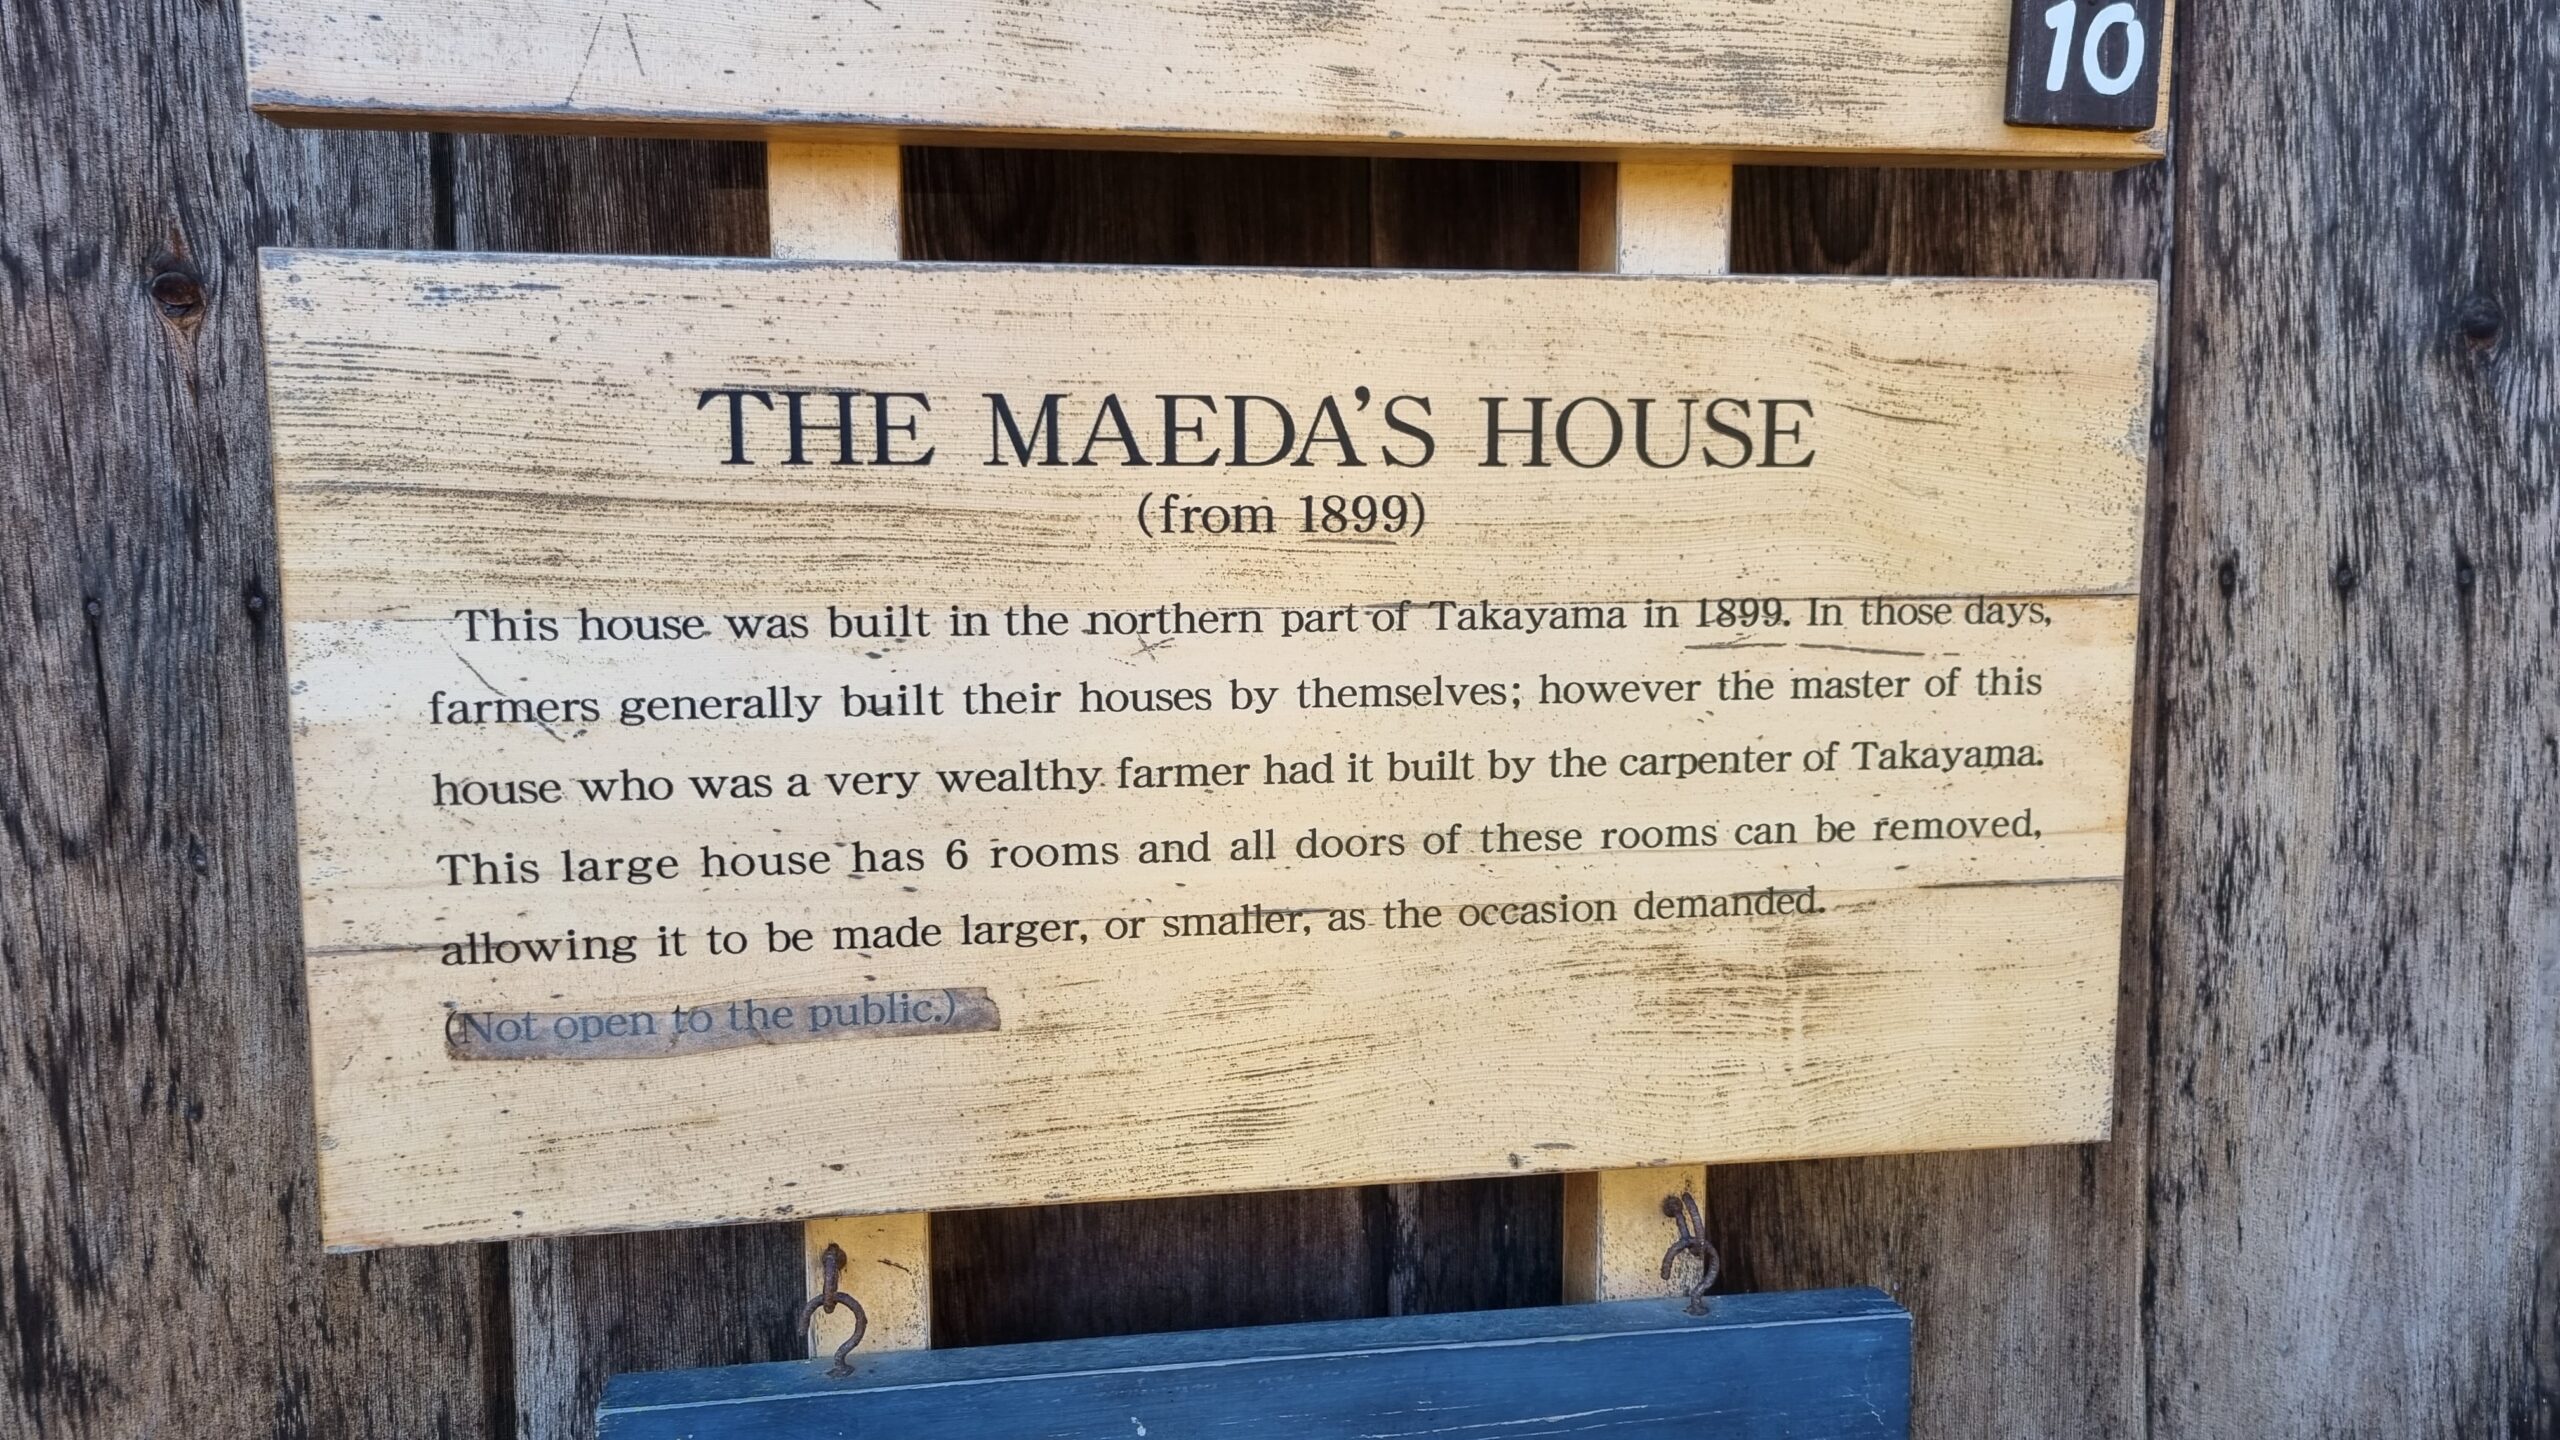 10
THE MAEDA'S HOUSE
(from 1899)
This house was built in the northern part of Takayama in 1899. In those days,
farmers generally built their houses by themselves; however the master of this
house who was a very wealthy farmer had it built by the carpenter of Takayama.
This large house has 6 rooms and all doors of these rooms can be removed,
allowing it to be made larger, or smaller, as the occasion demanded.
(Not open to the public.)